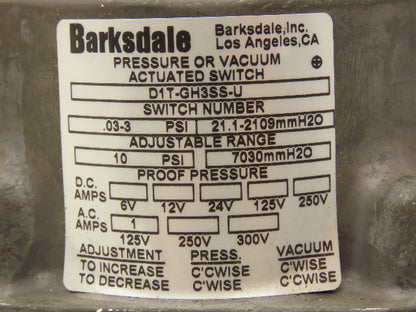 Barksdale Barksdale,Inc.
Los Angeles,CA
PRESSURE OR VACUUM
ACTUATED SWITCH
D1T-GH3SS-U
SWITCH NUMBER
.03-3 PSI 21.1-2109mmH2O
ADJUSTABLE RANGE
10 PSI 7030mmH2O
PROOF PRESSURE
D.C. AMPS
6V 12V 24V 125V 250V
A.C. AMPS 1
125V 250V 300V
ADJUSTMENT PRESS. VACUUM
TO INCREASE C'CWISE C'WISE
TO DECREASE C'WISE C'CWISE